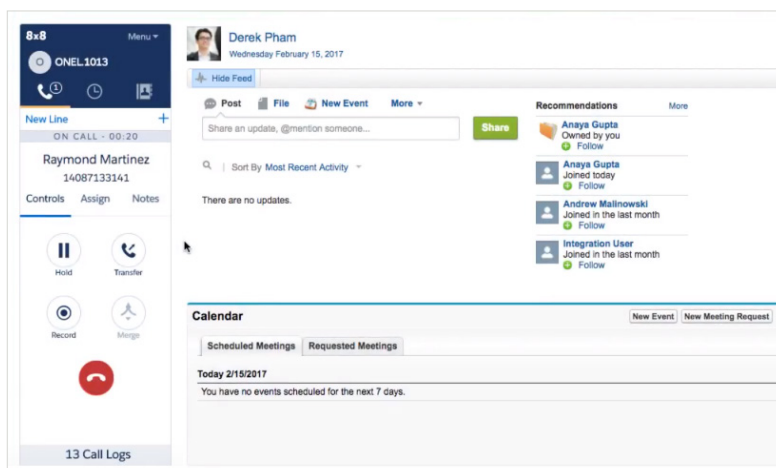 8x8
Menu
O ONEL.1013
1
New Line +
ON CALL - 00:20
Raymond Martinez
14087133141
Controls Assign Notes
Hold Transfer
Record Merge
13 Call Logs
Derek Pham
Wednesday February 15, 2017
Hide Feed
Post File New Event More
Share an update, @mention someone... Share
Sort By Most Recent Activity
There are no updates.
Recommendations More
Anaya Gupta
Owned by you
Follow
Anaya Gupta
Joined today
Follow
Andrew Malinowski
Joined in the last month
Follow
Integration User
Joined in the last month
Follow
Calendar New Event New Meeting Request
Scheduled Meetings Requested Meetings
Today 2/15/2017
You have no events scheduled for the next 7 days.